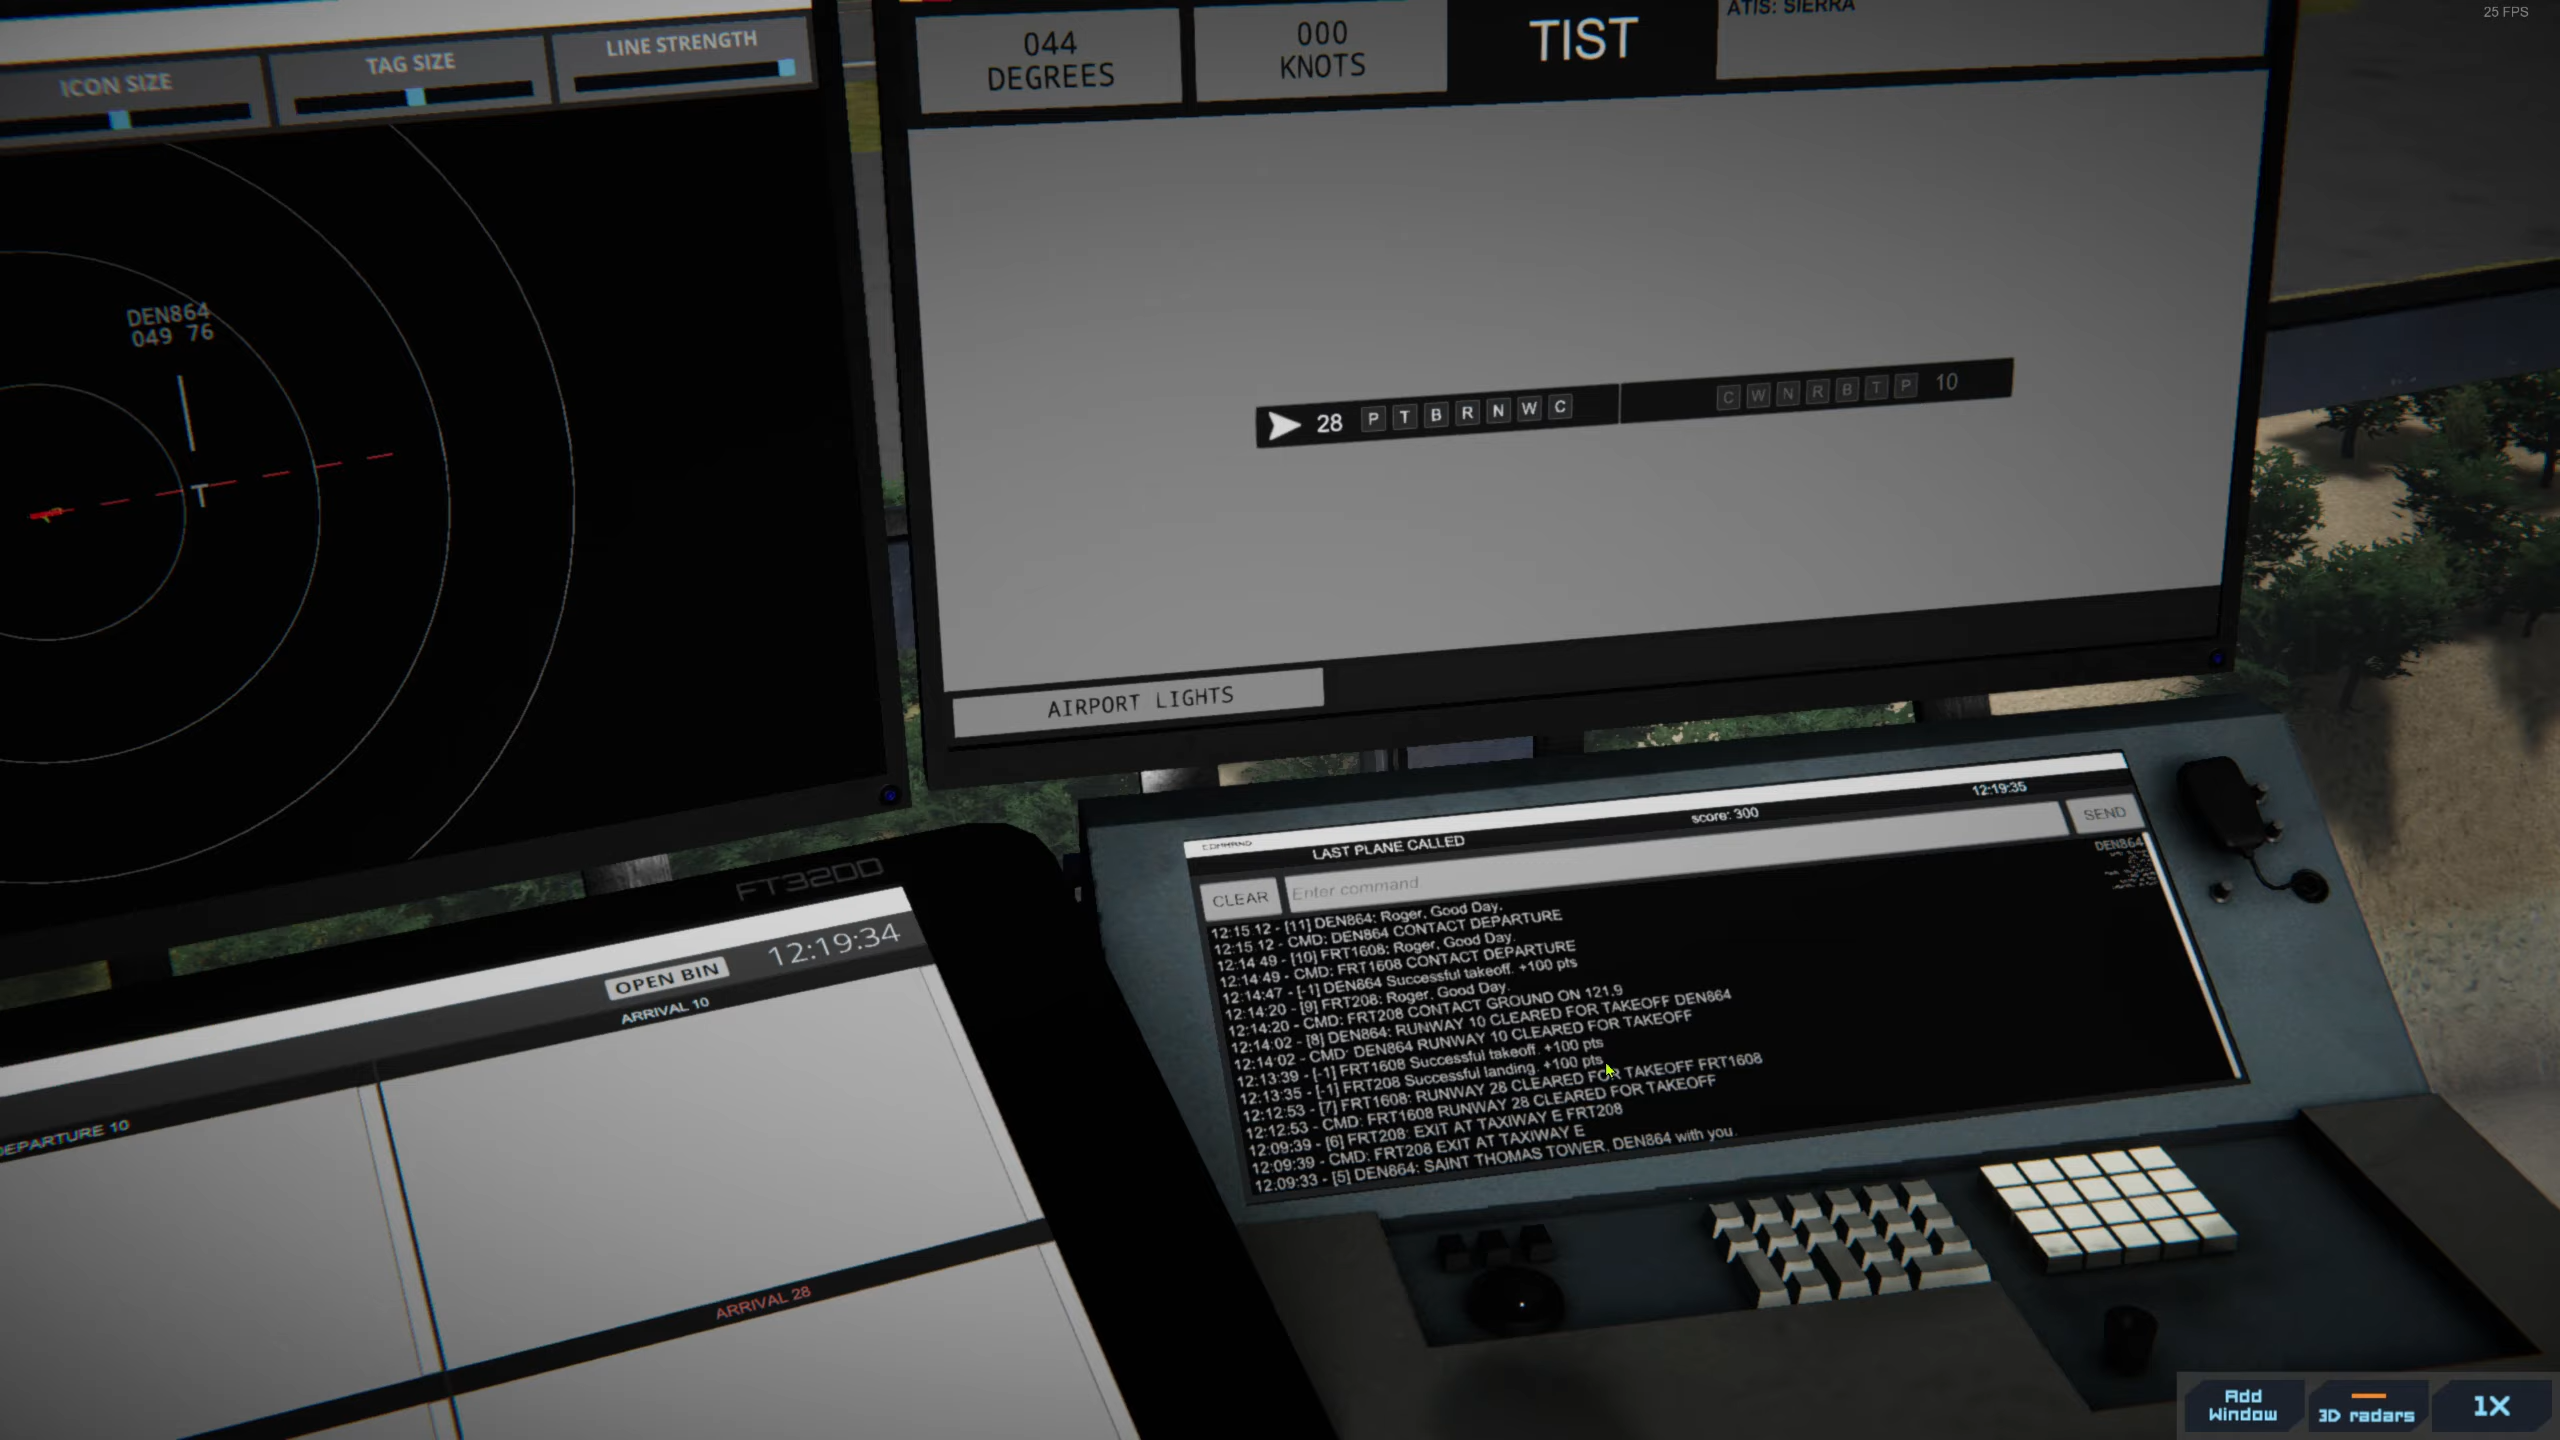 25 FPS
ICON SIZE
TAG SIZE
LINE STRENGTH
DEN864
049 76
T
044
DEGREES
000
KNOTS
TIST
ATIS: SIERRA
28 P T B R N W C
C W N R B T P 10
AIRPORT LIGHTS
FT32DD
OPEN BIN
12:19:34
ARRIVAL 10
DEPARTURE 10
ARRIVAL 28
COMMAND
LAST PLANE CALLED
score: 300
12:19:35
CLEAR
Enter command
SEND
DEN864
12:15:12 - [11] DEN864: Roger, Good Day.
12:15:12 - CMD: DEN864 CONTACT DEPARTURE
12:14:49 - [10] FRT1608: Roger, Good Day.
12:14:49 - CMD: FRT1608 CONTACT DEPARTURE
12:14:47 - [-1] DEN864 Successful takeoff. +100 pts
12:14:20 - [9] FRT208: Roger, Good Day.
12:14:20 - CMD: FRT208 CONTACT GROUND ON 121.9
12:14:02 - [8] DEN864: RUNWAY 10 CLEARED FOR TAKEOFF DEN864
12:14:02 - CMD: DEN864 RUNWAY 10 CLEARED FOR TAKEOFF
12:13:39 - [-1] FRT1608 Successful takeoff. +100 pts
12:13:35 - [-1] FRT208 Successful landing. +100 pts
12:12:53 - [7] FRT1608: RUNWAY 28 CLEARED FOR TAKEOFF FRT1608
12:12:53 - CMD: FRT1608 RUNWAY 28 CLEARED FOR TAKEOFF
12:09:39 - [6] FRT208: EXIT AT TAXIWAY E FRT208
12:09:39 - CMD: FRT208 EXIT AT TAXIWAY E
12:09:33 - [5] DEN864: SAINT THOMAS TOWER, DEN864 with you.
Add
Window
3D radars
1X